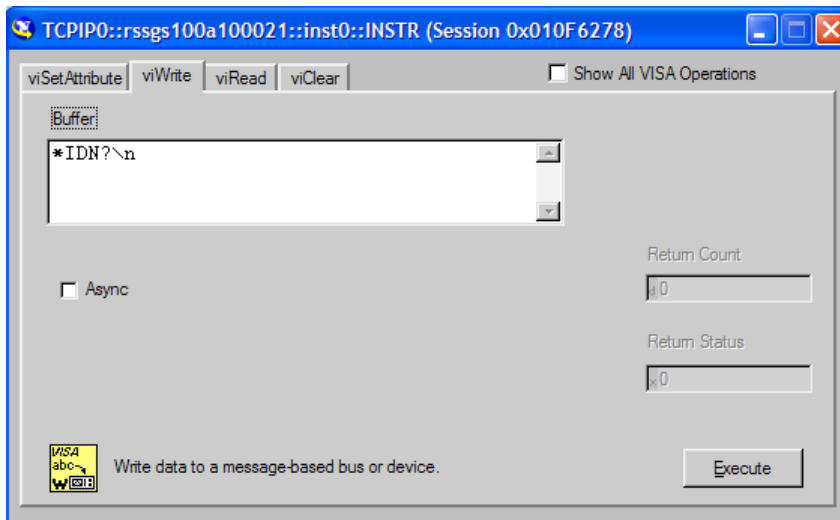 TCPIP0::rssgs100a100021::inst0::INSTR (Session 0x010F6278)
viSetAttribute viWrite viRead viClear Show All VISA Operations
Buffer
*IDN?\n
Return Count
Async
d 0
Return Status
x 0
VISA
abc
W
Write data to a message-based bus or device.
Execute